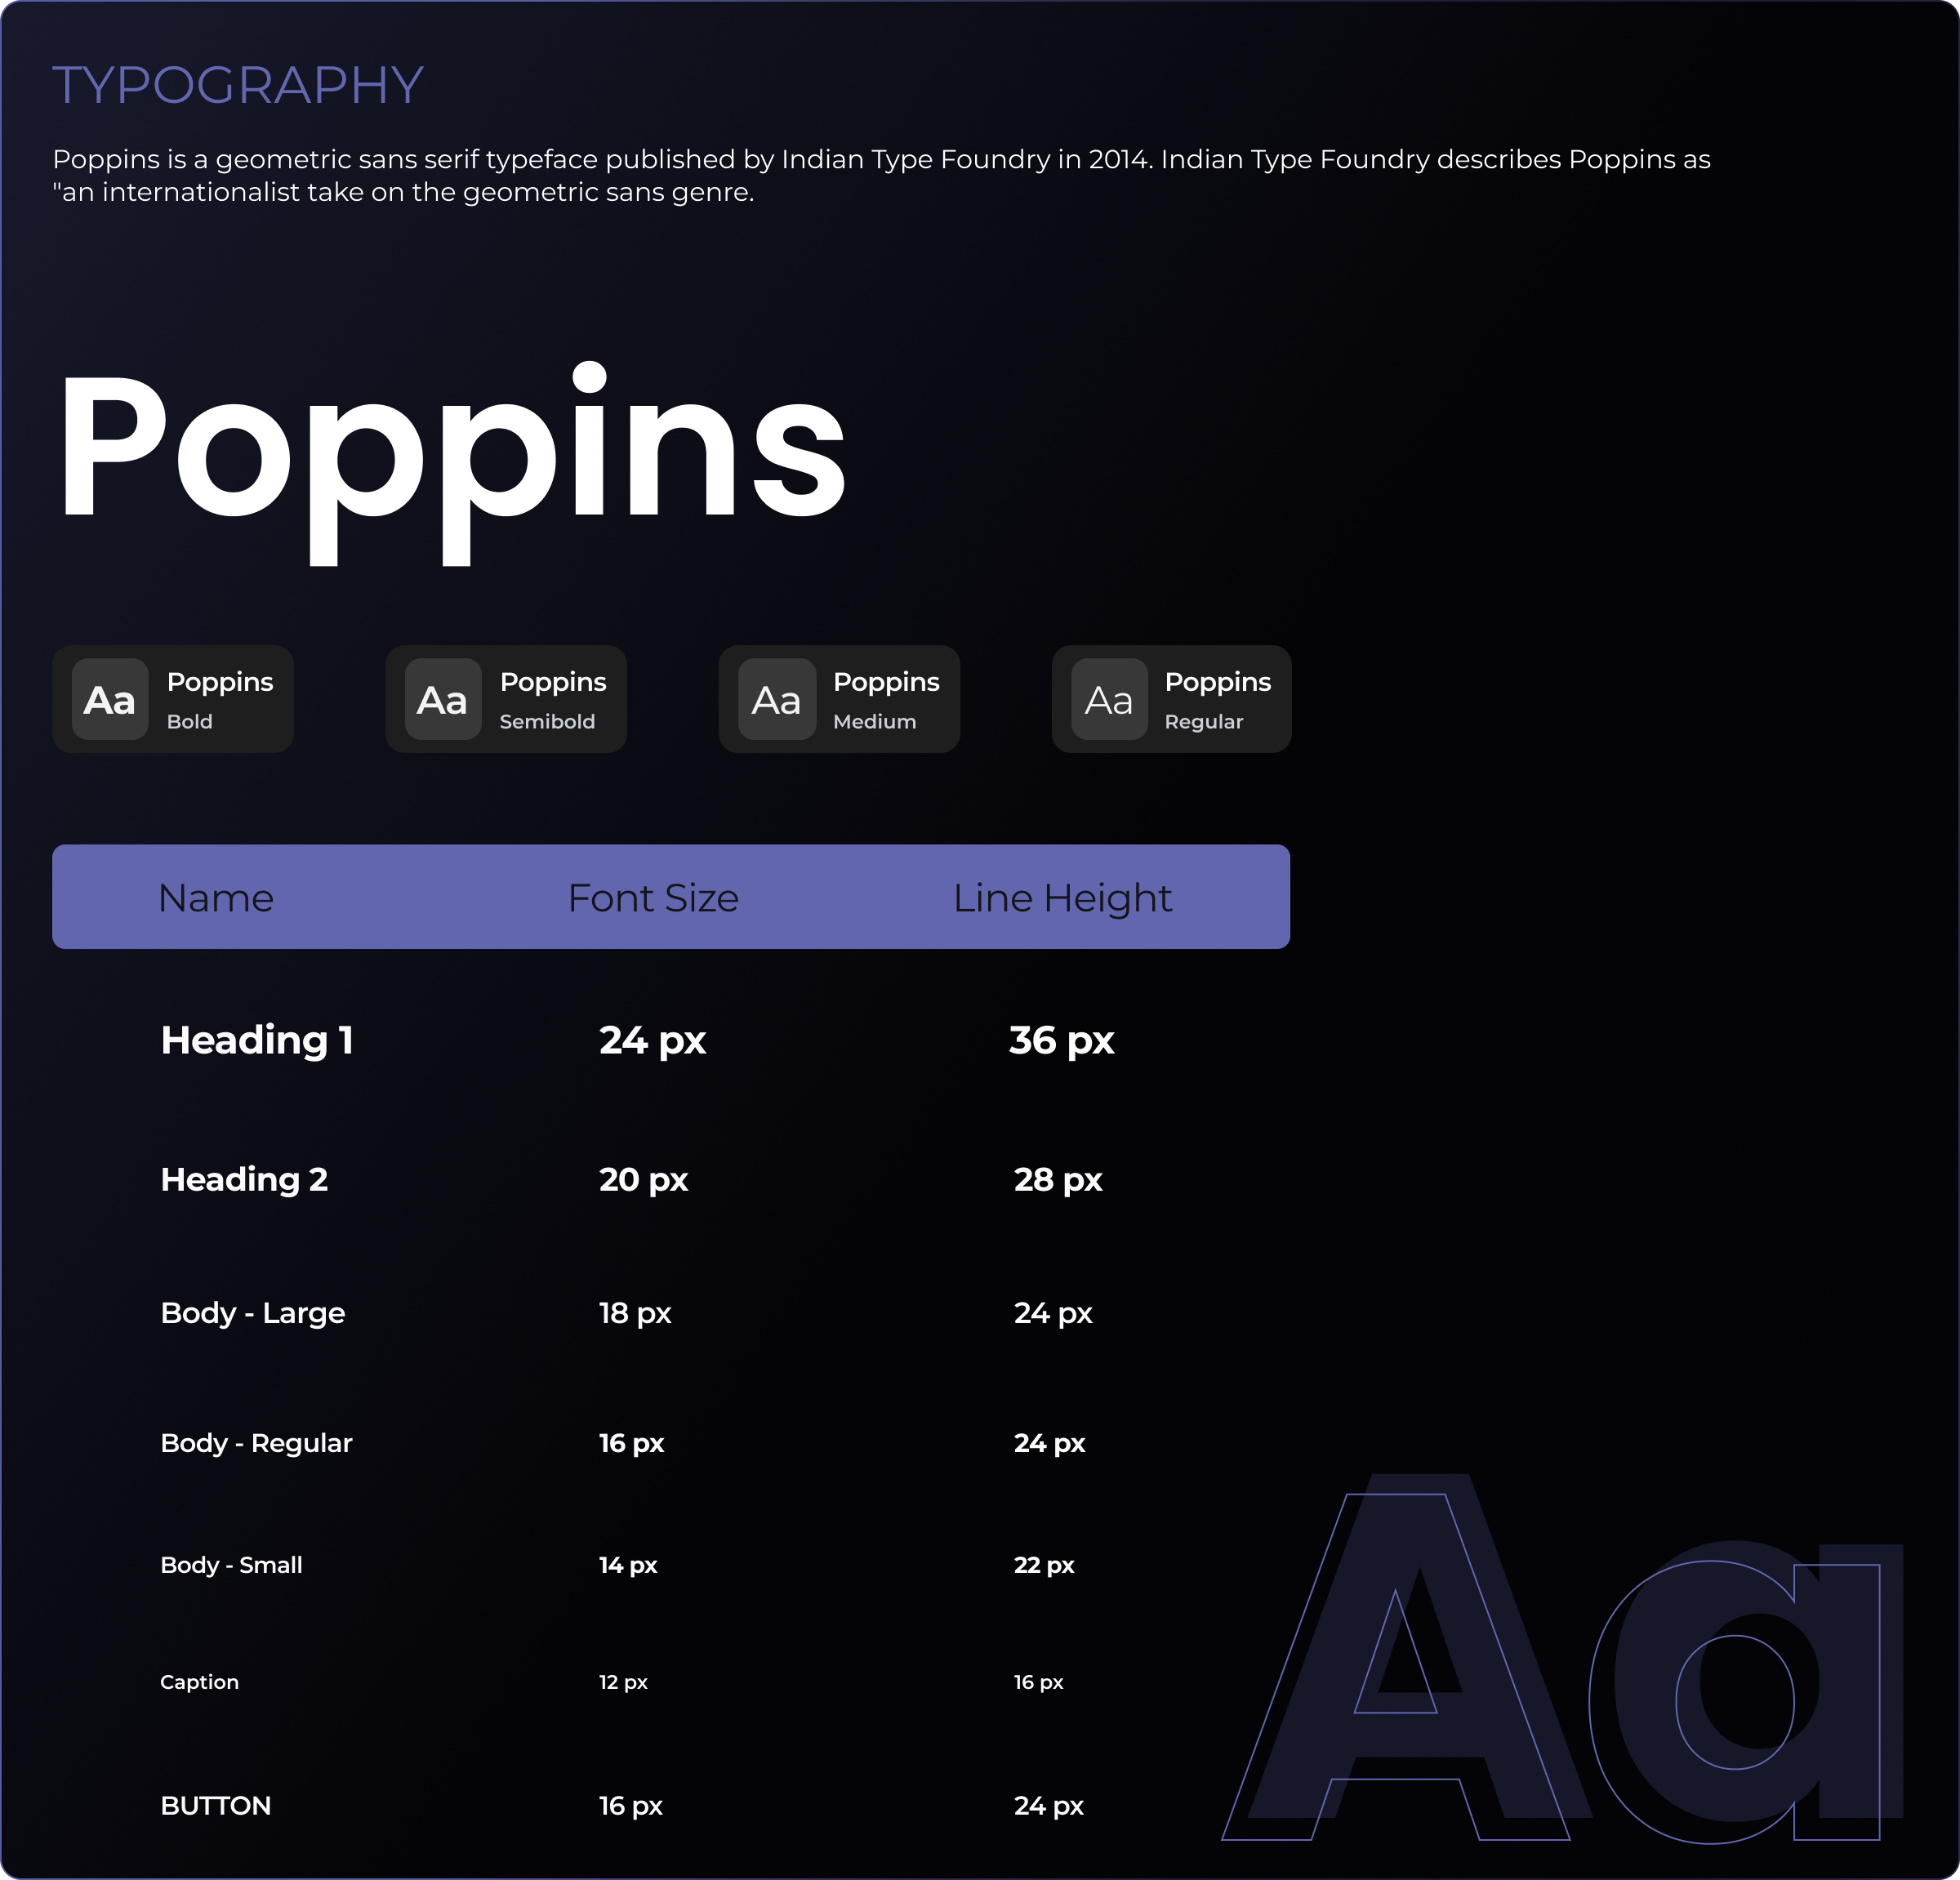 TYPOGRAPHY
Poppins is a geometric sans serif typeface published by Indian Type Foundry in 2014. Indian Type Foundry describes Poppins as
"an internationalist take on the geometric sans genre.
Poppins
Aa Poppins Bold
Aa Poppins Semibold
Aa Poppins Medium
Aa Poppins Regular
Name Font Size Line Height
Heading 1 24 px 36 px
Heading 2 20 px 28 px
Body - Large 18 px 24 px
Body - Regular 16 px 24 px
Body - Small 14 px 22 px
Caption 12 px 16 px
BUTTON 16 px 24 px
Aa